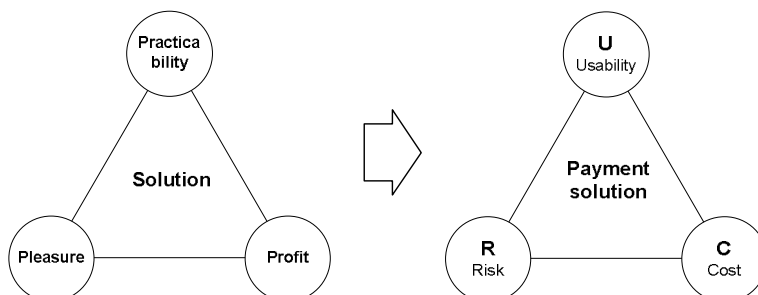 Practica
bility
Solution
Pleasure
Profit
U
Usability
Payment
solution
R
Risk
C
Cost